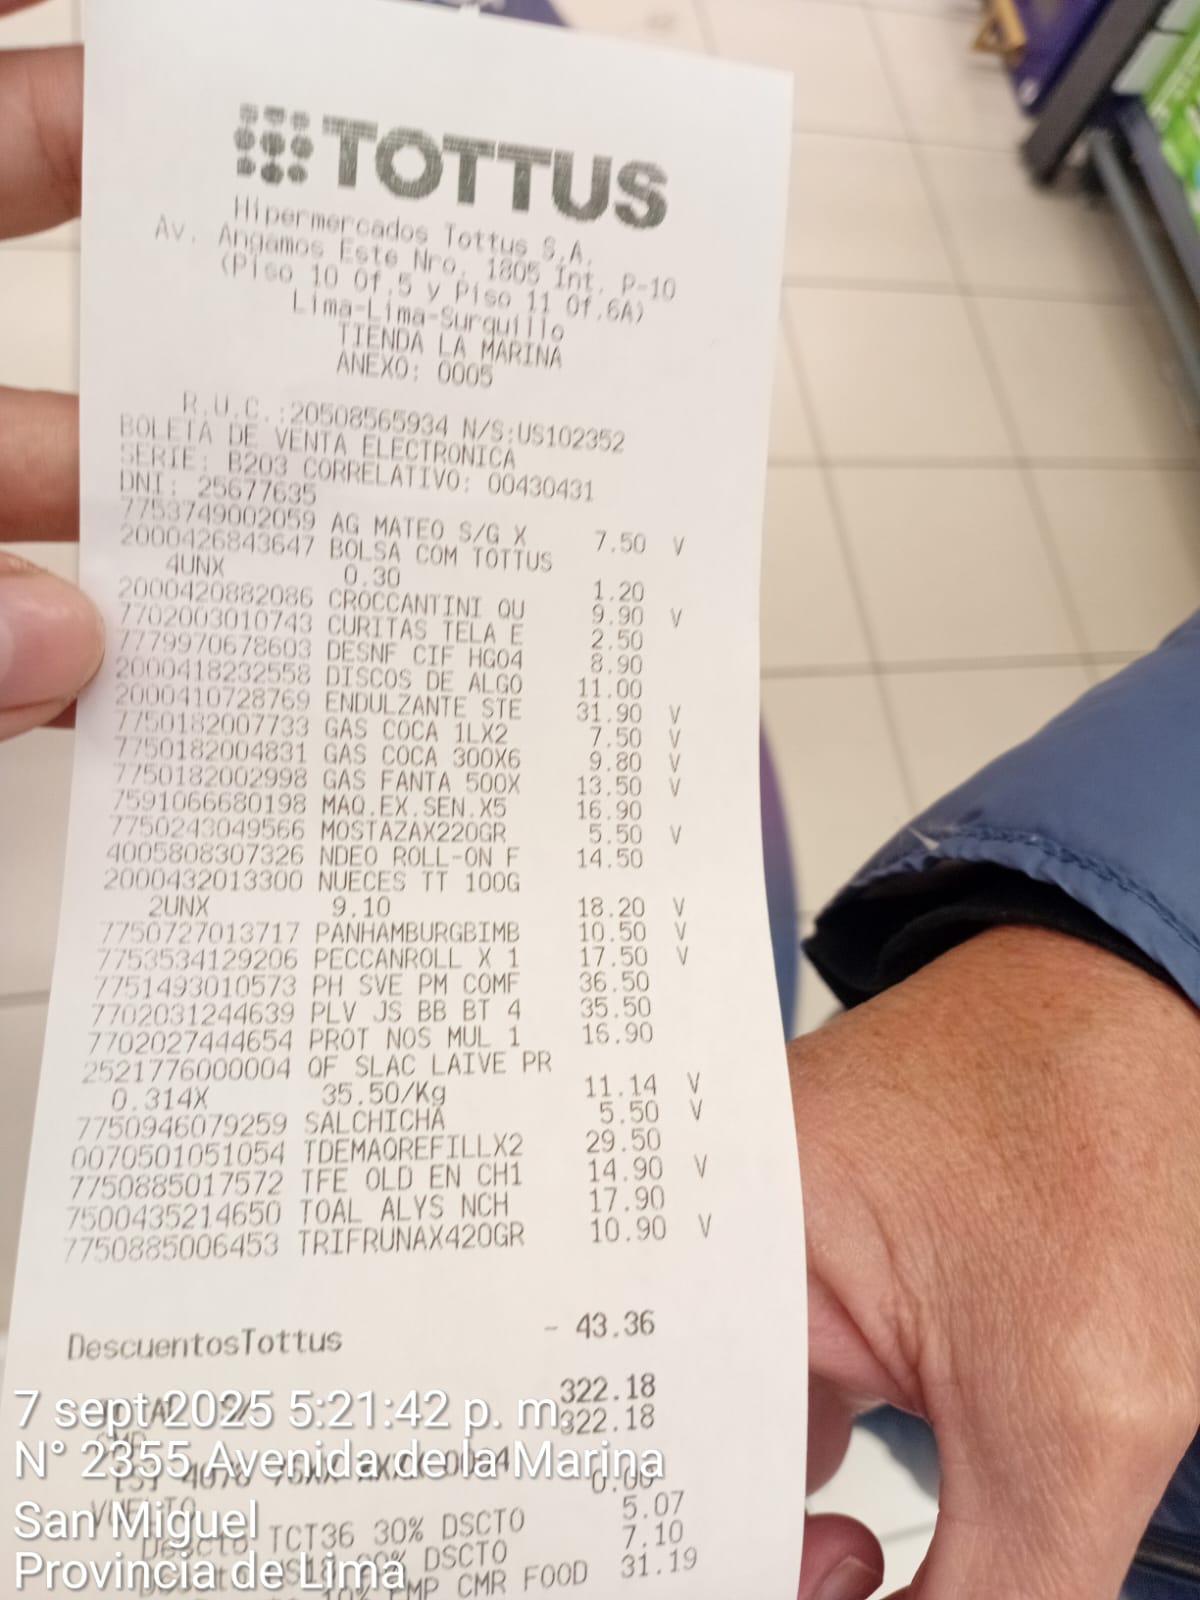 TOTTUS
Hipermercados Tottus S.A.
Av. Angamos Este Nro. 1805 Int. P-10
(Piso 10 Of.5 y Piso 11 Of.6A)
Lima-Lima-Surquillo
TIENDA LA MARINA
ANEXO: 0005
R.U.C.:20508565934 N/S:US102352
BOLETA DE VENTA ELECTRONICA
SERIE: B203 CORRELATIVO: 00430431
DNI: 25677635
7753749002059 AG MATEO S/G X 7.50 V
2000426843647 BOLSA COM TOTTUS
4UNX 0.30 1.20
2000420882086 CROCCANTINI QU 9.90 V
7702003010743 CURITAS TELA E 2.50
7779970678603 DESNF CIF HG04 8.90
2000418232558 DISCOS DE ALGO 11.00
2000410728769 ENDULZANTE STE 31.90 V
7750182007733 GAS COCA 1LX2 7.50 V
7750182004831 GAS COCA 300X6 9.80 V
7750182002998 GAS FANTA 500X 13.50 V
7591066680198 MAQ.EX.SEN.X5 16.90
7750243049566 MOSTAZAX220GR 5.50 V
4005808307326 NDEO ROLL-ON F 14.50
2000432013300 NUECES TT 100G
2UNX 9.10 18.20 V
7750727013717 PANHAMBURGBIMB 10.50 V
7753534129206 PECCANROLL X 1 17.50 V
7751493010573 PH SVE PM COMF 36.50
7702031244639 PLV JS BB BT 4 35.50
7702027444654 PROT NOS MUL 1 16.90
2521776000004 QF SLAC LAIVE PR
0.314X 35.50/Kg 11.14 V
7750946079259 SALCHICHA 5.50 V
0070501051054 TDEMAQREFILLX2 29.50
7750885017572 TFE OLD EN CH1 14.90 V
7500435214650 TOAL ALYS NCH 17.90
7750885006453 TRIFRUNAX420GR 10.90 V
DescuentosTottus - 43.36
322.18
322.18
0.00
TCT36 30% DSCTO 5.07
DSCTO 7.10
CMR FOOD 31.19
7 sept 2025 5:21:42 p. m.
N° 2355 Avenida de la Marina
San Miguel
Provincia de Lima